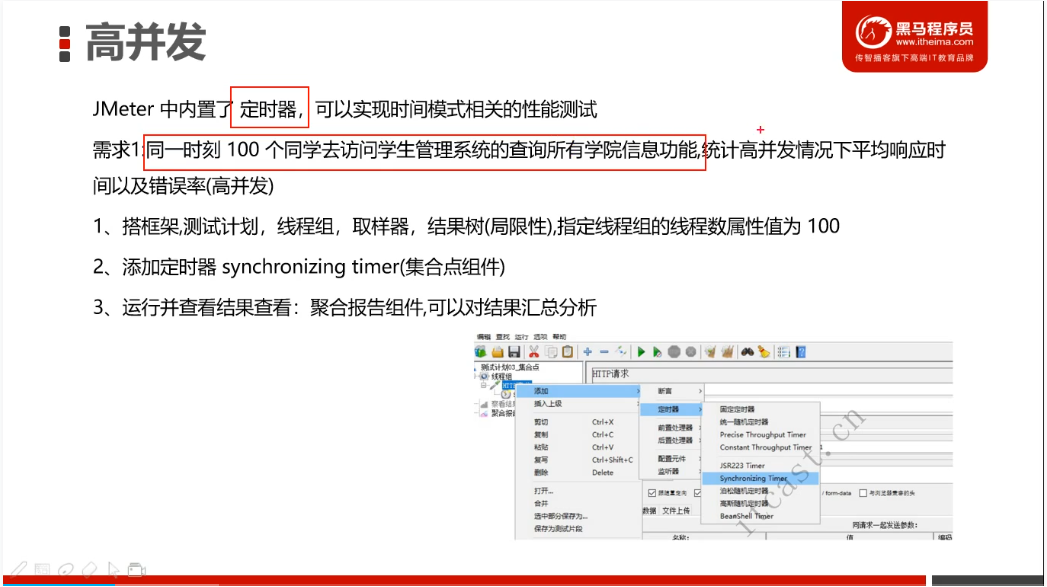 高并发
黑马程序员
www.itheima.com
传智播客旗下高端IT教育品牌
JMeter 中内置了 定时器，可以实现时间模式相关的性能测试
需求1:同一时刻 100 个同学去访问学生管理系统的查询所有学院信息功能,统计高并发情况下平均响应时
间以及错误率(高并发)
1、搭框架,测试计划，线程组，取样器，结果树(局限性),指定线程组的线程数属性值为 100
2、添加定时器 synchronizing timer(集合点组件)
3、运行并查看结果查看：聚合报告组件,可以对结果汇总分析
编辑 查找 运行 选项 帮助
测试计划03_集合点
线程组
HTTP请求
察看结
聚合报
添加
插入上级
剪切 Ctrl+X
复制 Ctrl+C
粘贴 Ctrl+V
复写 Ctrl+Shift+C
删除 Delete
打开...
合并
选中部分保存为...
保存为测试片段
断言
定时器
前置处理器
后置处理器
配置元件
监听器
固定定时器
统一随机定时器
Precise Throughput Timer
Constant Throughput Timer
JSR223 Timer
Synchronizing Timer
泊松随机定时器
高斯随机定时器
BeanShell Timer
跟随重定向
/ form-data 与浏览器兼容的头
数据 文件上传
同请求一起发送参数:
名称: 值 编码
itcast.cn